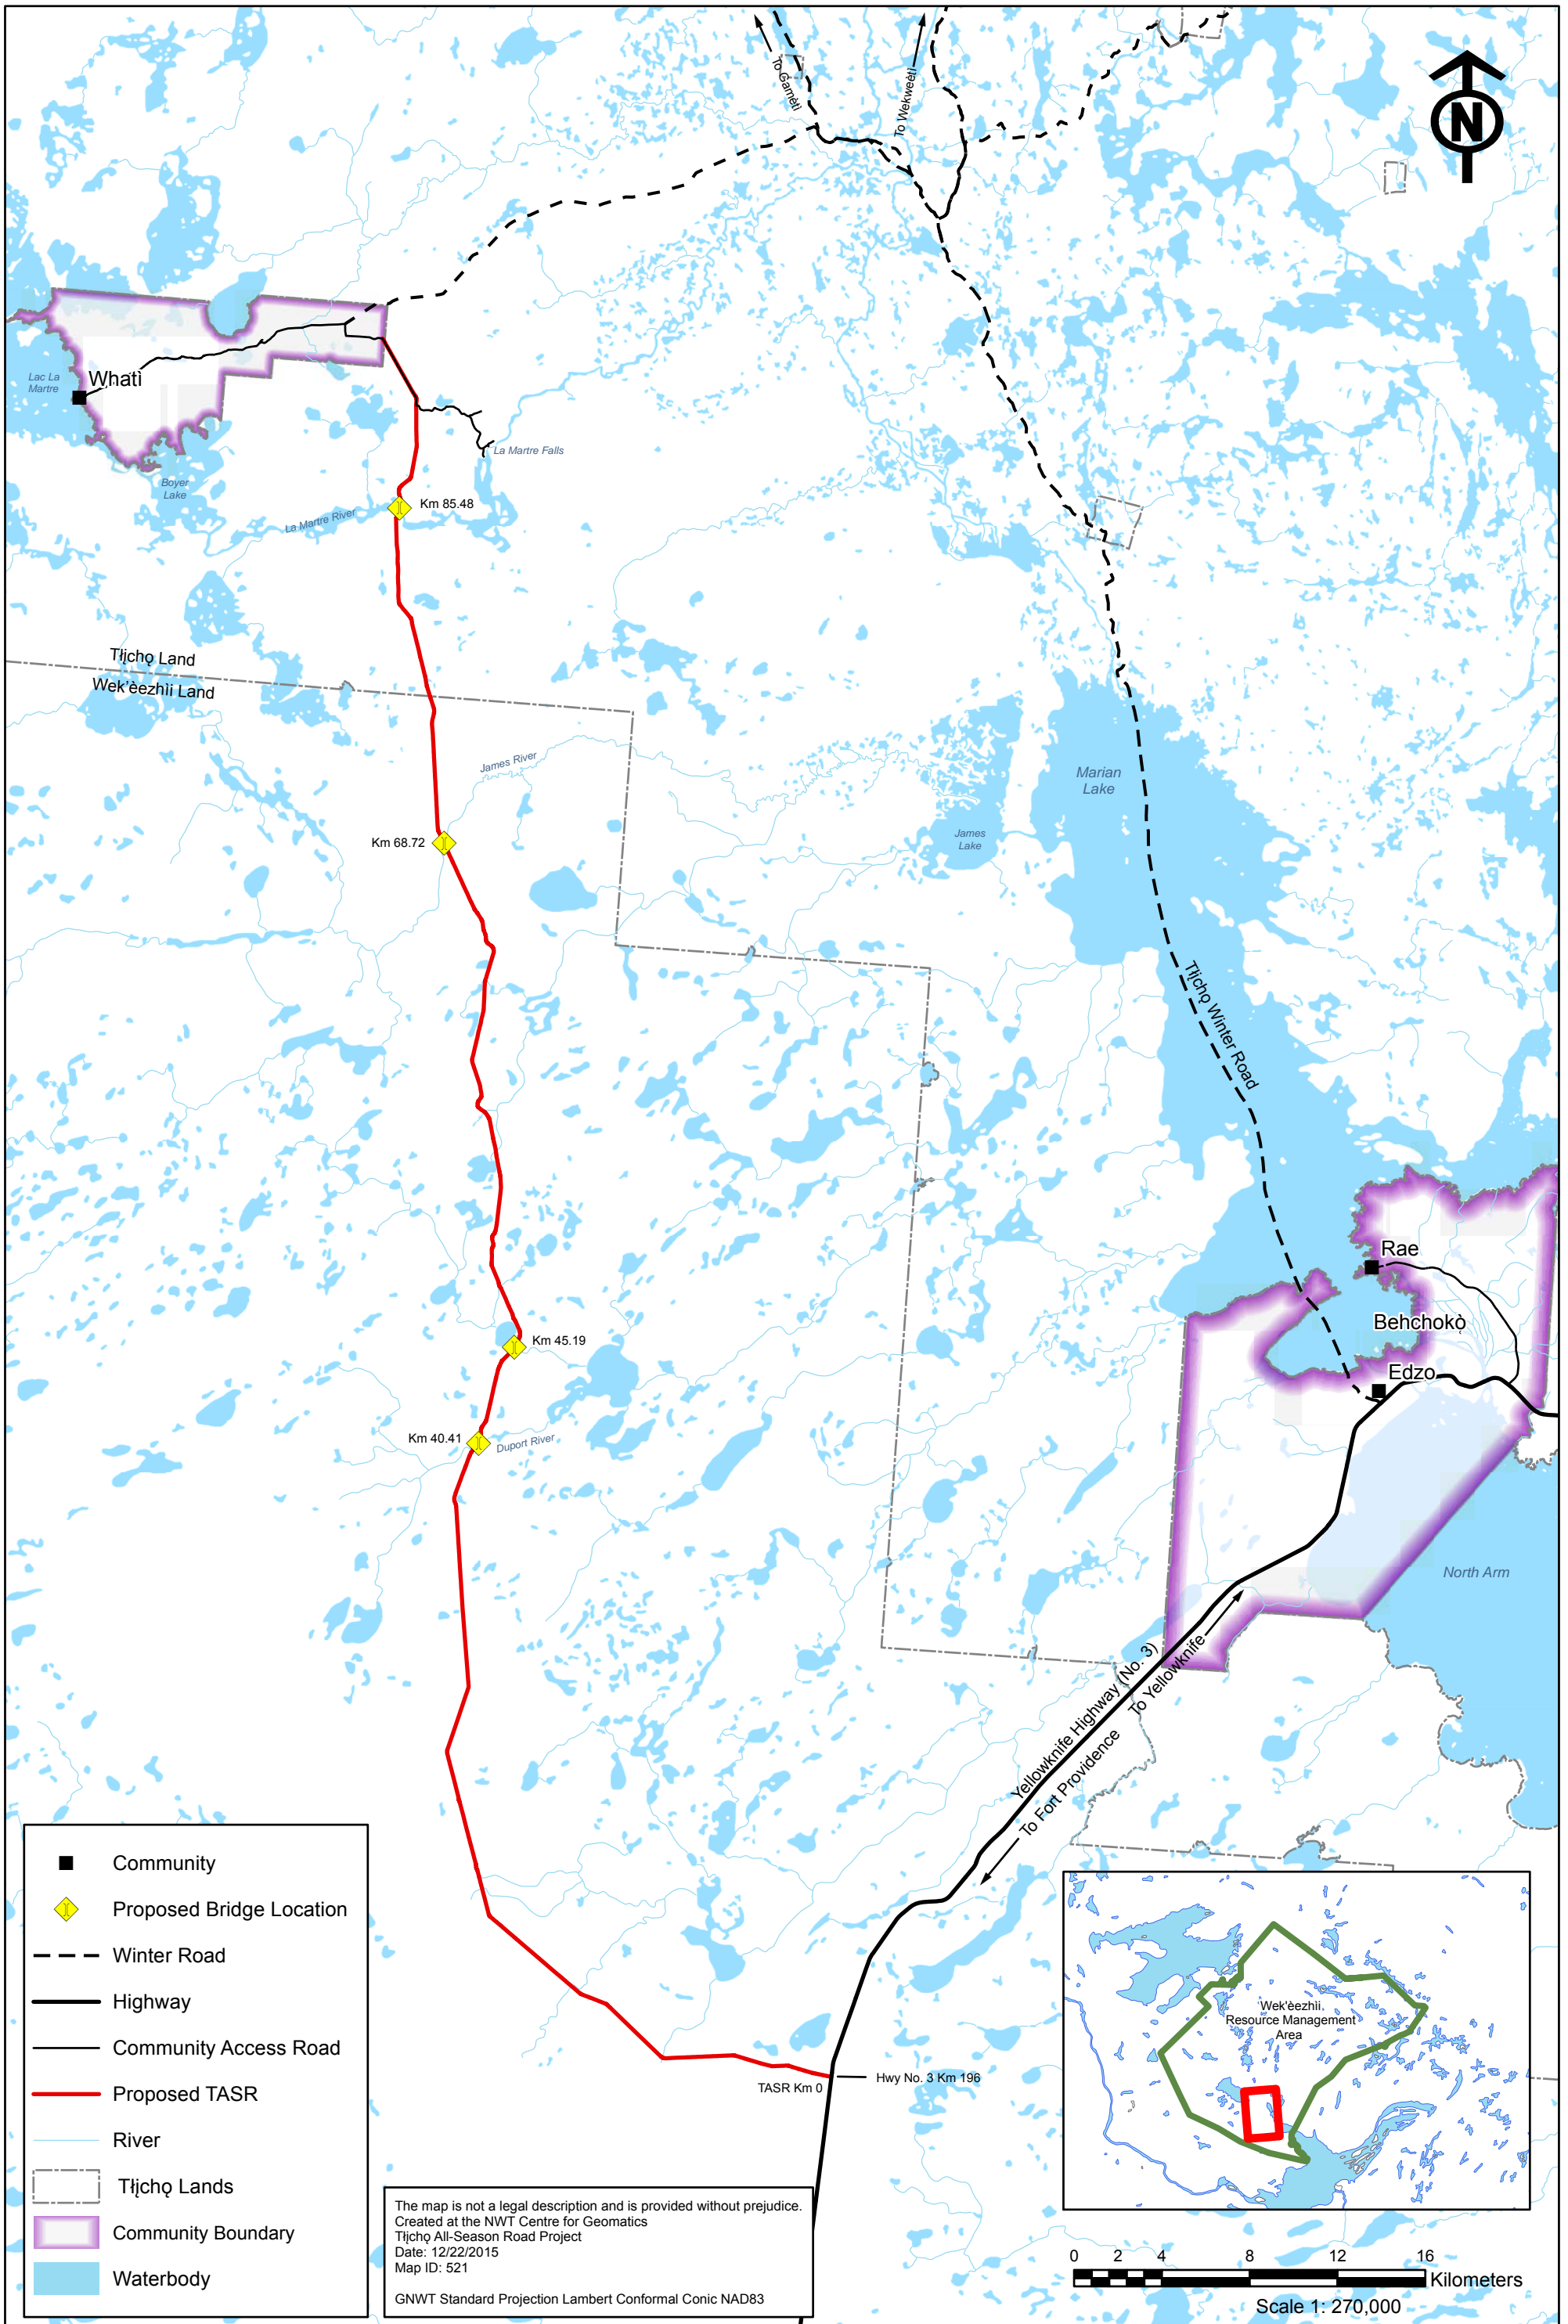 To Gamètì
To Wekweètì
N
Lac La
Martre
Whatì
La Martre Falls
Boyer
Lake
Km 85.48
La Martre River
Tłı̨chǫ Land
Wek'èezhìi Land
James River
Marian
Lake
Km 68.72
James
Lake
Tłı̨chǫ Winter Road
Rae
Behchokǫ̀
Km 45.19
Edzo
Km 40.41
Duport River
North Arm
Yellowknife Highway (No. 3)
To Yellowknife
To Fort Providence
TASR Km 0
Hwy No. 3 Km 196
Community
Proposed Bridge Location
Winter Road
Highway
Community Access Road
Proposed TASR
River
Tłı̨chǫ Lands
Community Boundary
Waterbody
The map is not a legal description and is provided without prejudice.
Created at the NWT Centre for Geomatics
Tłı̨chǫ All-Season Road Project
Date: 12/22/2015
Map ID: 521
GNWT Standard Projection Lambert Conformal Conic NAD83
Wek'èezhìi
Resource Management
Area
0 2 4 8 12 16
Kilometers
Scale 1: 270,000